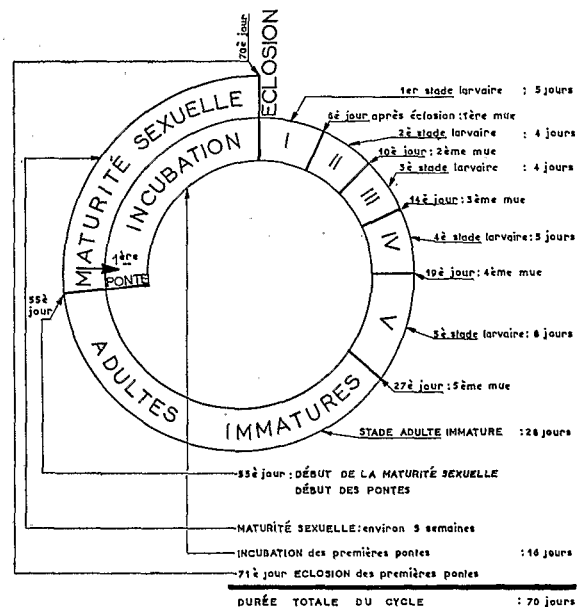 70è jour
ECLOSION
MATURITÉ SEXUELLE
INCUBATION
I
II
III
IV
V
1ère
PONTE
55è
jour
ADULTES IMMATURES
1er stade larvaire : 5 jours
6è jour après éclosion : 1ère mue
2è stade larvaire : 4 jours
10è jour : 2ème mue
3è stade larvaire : 4 jours
14è jour : 3ème mue
4è stade larvaire : 5 jours
19è jour : 4ème mue
5è stade larvaire : 8 jours
27è jour : 5ème mue
STADE ADULTE IMMATURE : 28 jours
55è jour : DÉBUT DE LA MATURITÉ SEXUELLE
DÉBUT DES PONTES
MATURITÉ SEXUELLE : environ 5 semaines
INCUBATION des premières pontes : 16 jours
71è jour ECLOSION des premières pontes
DURÉE TOTALE DU CYCLE : 70 jours